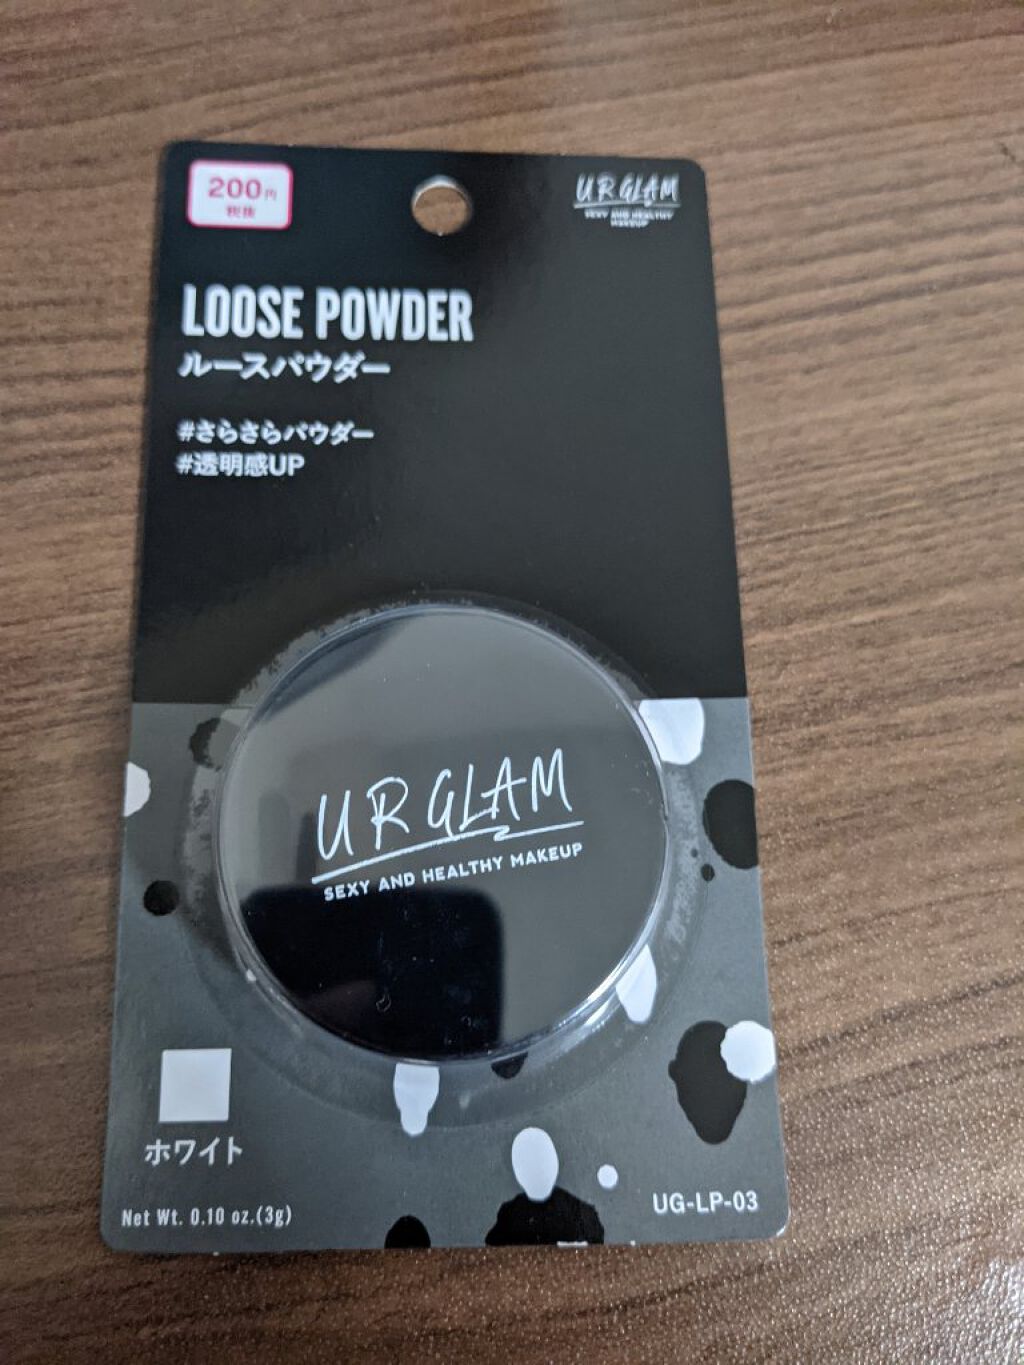 200円
税抜
UR GLAM
SEXY AND HEALTHY
MAKEUP
LOOSE POWDER
ルースパウダー
#さらさらパウダー
#透明感UP
UR GLAM
SEXY AND HEALTHY MAKEUP
ホワイト
Net Wt. 0.10 oz.(3g)
UG-LP-03